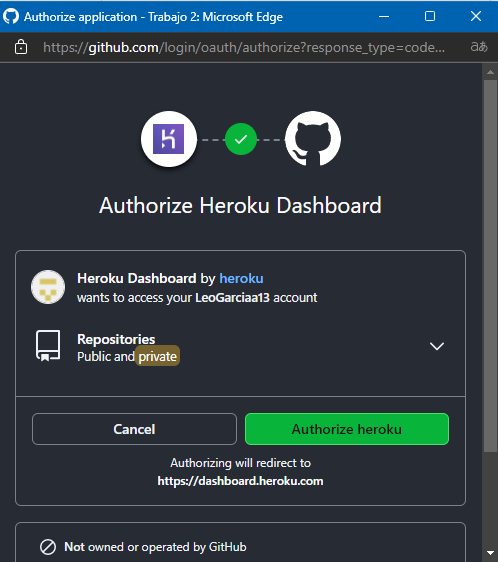 Authorize application - Trabajo 2: Microsoft Edge
https://github.com/login/oauth/authorize?response_type=code...
aあ
Authorize Heroku Dashboard
Heroku Dashboard by heroku
wants to access your LeoGarciaa13 account
Repositories
Public and private
Cancel
Authorize heroku
Authorizing will redirect to
https://dashboard.heroku.com
Not owned or operated by GitHub